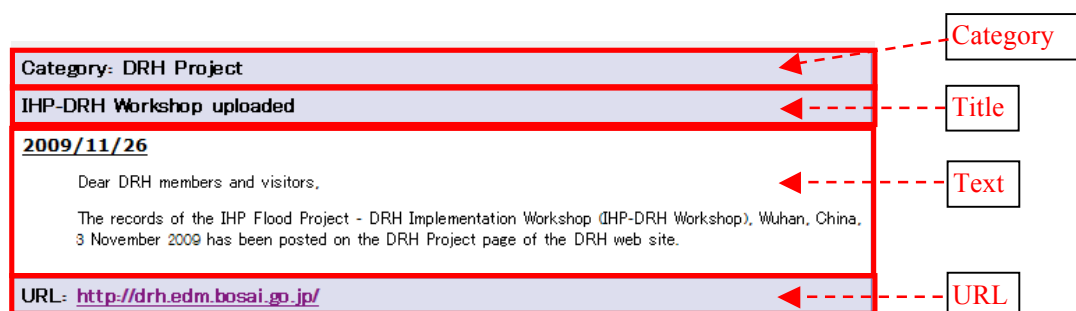 Category
Category: DRH Project
IHP-DRH Workshop uploaded
Title
2009/11/26
Dear DRH members and visitors,
Text
The records of the IHP Flood Project - DRH Implementation Workshop (IHP-DRH Workshop), Wuhan, China,
3 November 2009 has been posted on the DRH Project page of the DRH web site.
URL: http://drh.edm.bosai.go.jp/
URL